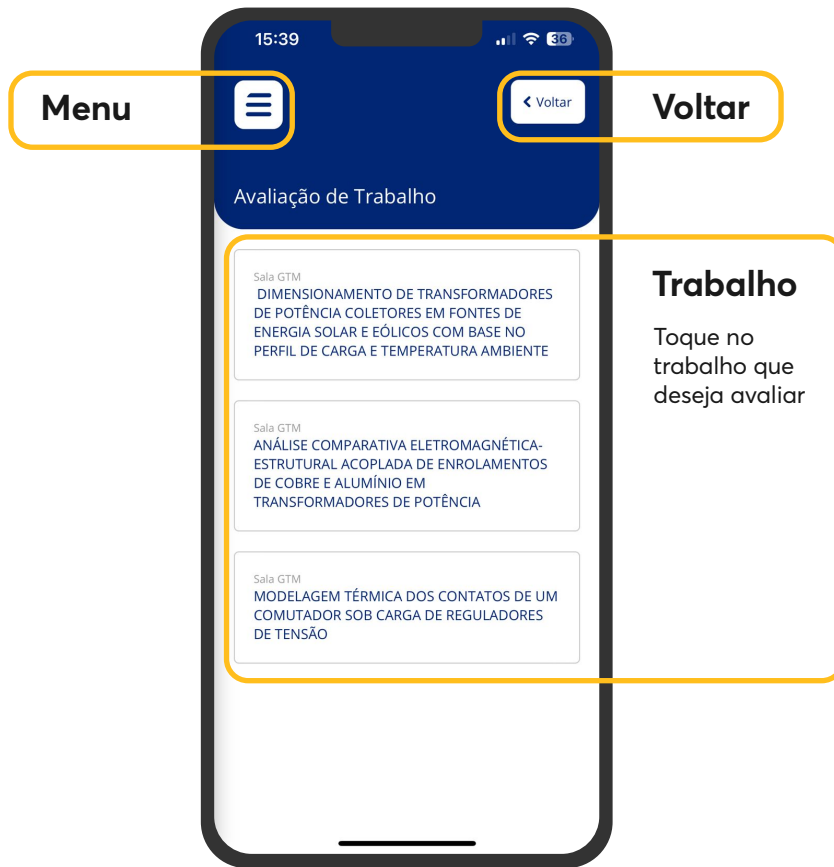 15:39
36
Menu
Voltar
Voltar
Avaliação de Trabalho
Sala GTM
DIMENSIONAMENTO DE TRANSFORMADORES
DE POTÊNCIA COLETORES EM FONTES DE
ENERGIA SOLAR E EÓLICOS COM BASE NO
PERFIL DE CARGA E TEMPERATURA AMBIENTE
Sala GTM
ANÁLISE COMPARATIVA ELETROMAGNÉTICA-
ESTRUTURAL ACOPLADA DE ENROLAMENTOS
DE COBRE E ALUMÍNIO EM
TRANSFORMADORES DE POTÊNCIA
Sala GTM
MODELAGEM TÉRMICA DOS CONTATOS DE UM
COMUTADOR SOB CARGA DE REGULADORES
DE TENSÃO
Trabalho
Toque no
trabalho que
deseja avaliar